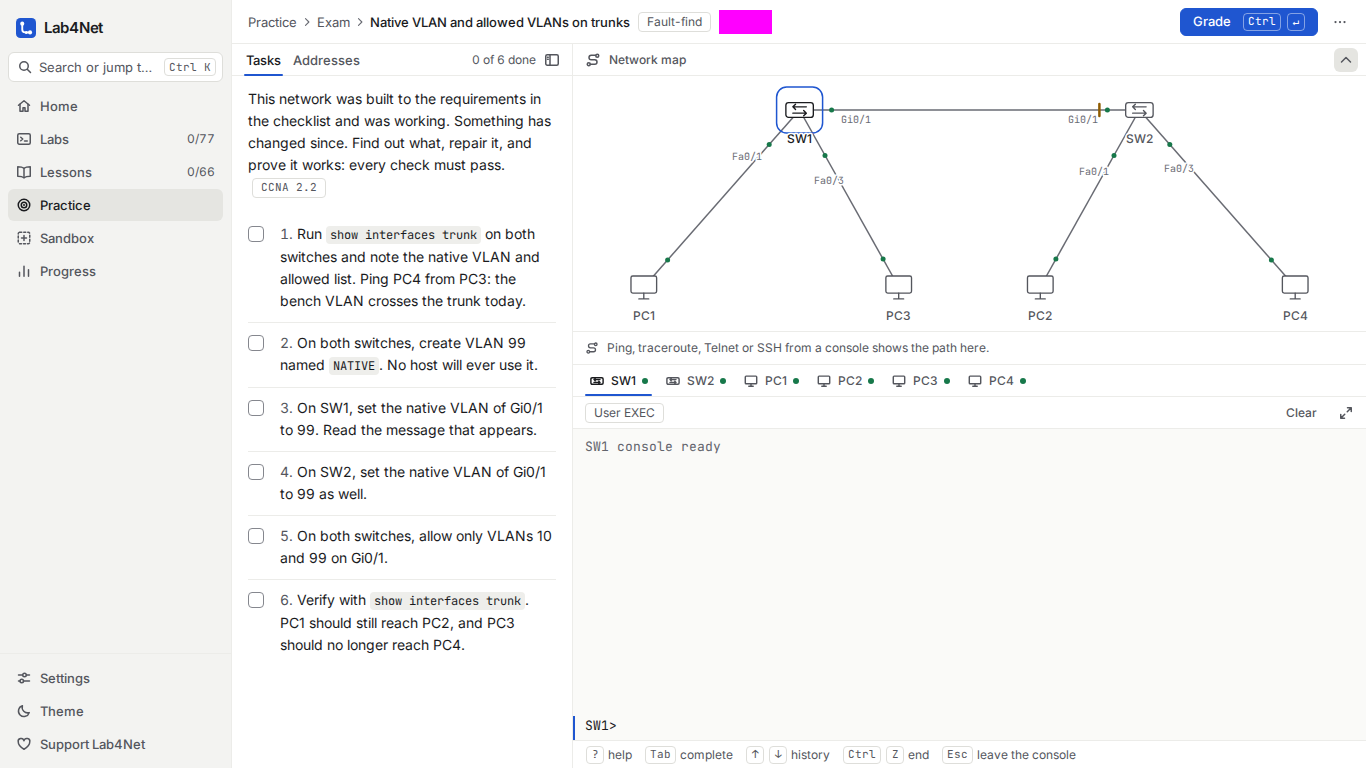 Lab4Net
Search or jump t... Ctrl K
Home
Labs 0/77
Lessons 0/66
Practice
Sandbox
Progress
Settings
Theme
Support Lab4Net
Practice > Exam > Native VLAN and allowed VLANs on trunks Fault-find
Grade Ctrl ↵
Tasks Addresses 0 of 6 done
This network was built to the requirements in
the checklist and was working. Something has
changed since. Find out what, repair it, and
prove it works: every check must pass.
CCNA 2.2
1. Run show interfaces trunk on both
switches and note the native VLAN and
allowed list. Ping PC4 from PC3: the
bench VLAN crosses the trunk today.
2. On both switches, create VLAN 99
named NATIVE. No host will ever use it.
3. On SW1, set the native VLAN of Gi0/1
to 99. Read the message that appears.
4. On SW2, set the native VLAN of Gi0/1
to 99 as well.
5. On both switches, allow only VLANs 10
and 99 on Gi0/1.
6. Verify with show interfaces trunk.
PC1 should still reach PC2, and PC3
should no longer reach PC4.
Network map
Gi0/1 Gi0/1
SW1 SW2
Fa0/1 Fa0/3 Fa0/1 Fa0/3
PC1 PC3 PC2 PC4
Ping, traceroute, Telnet or SSH from a console shows the path here.
SW1 SW2 PC1 PC2 PC3 PC4
User EXEC Clear
SW1 console ready
SW1>
? help Tab complete ↑ ↓ history Ctrl Z end Esc leave the console